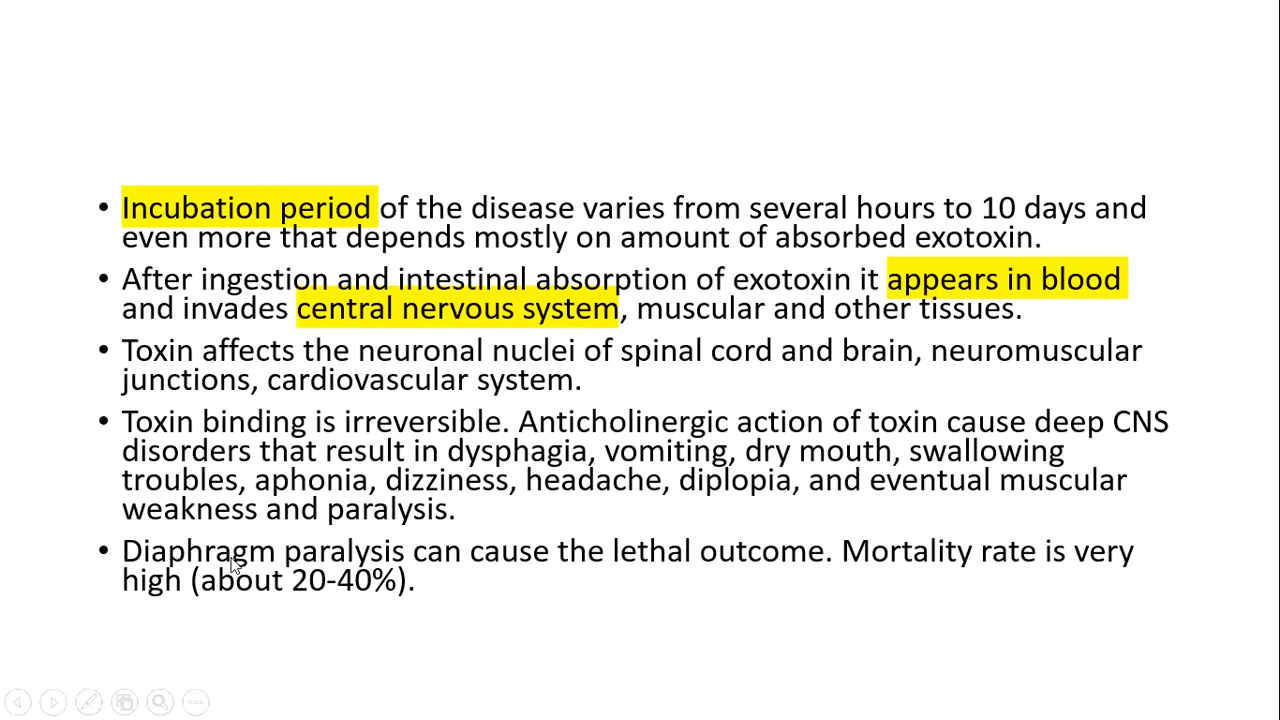 • Incubation period of the disease varies from several hours to 10 days and
even more that depends mostly on amount of absorbed exotoxin.
• After ingestion and intestinal absorption of exotoxin it appears in blood
and invades central nervous system, muscular and other tissues.
• Toxin affects the neuronal nuclei of spinal cord and brain, neuromuscular
junctions, cardiovascular system.
• Toxin binding is irreversible. Anticholinergic action of toxin cause deep CNS
disorders that result in dysphagia, vomiting, dry mouth, swallowing
troubles, aphonia, dizziness, headache, diplopia, and eventual muscular
weakness and paralysis.
• Diaphragm paralysis can cause the lethal outcome. Mortality rate is very
high (about 20-40%).